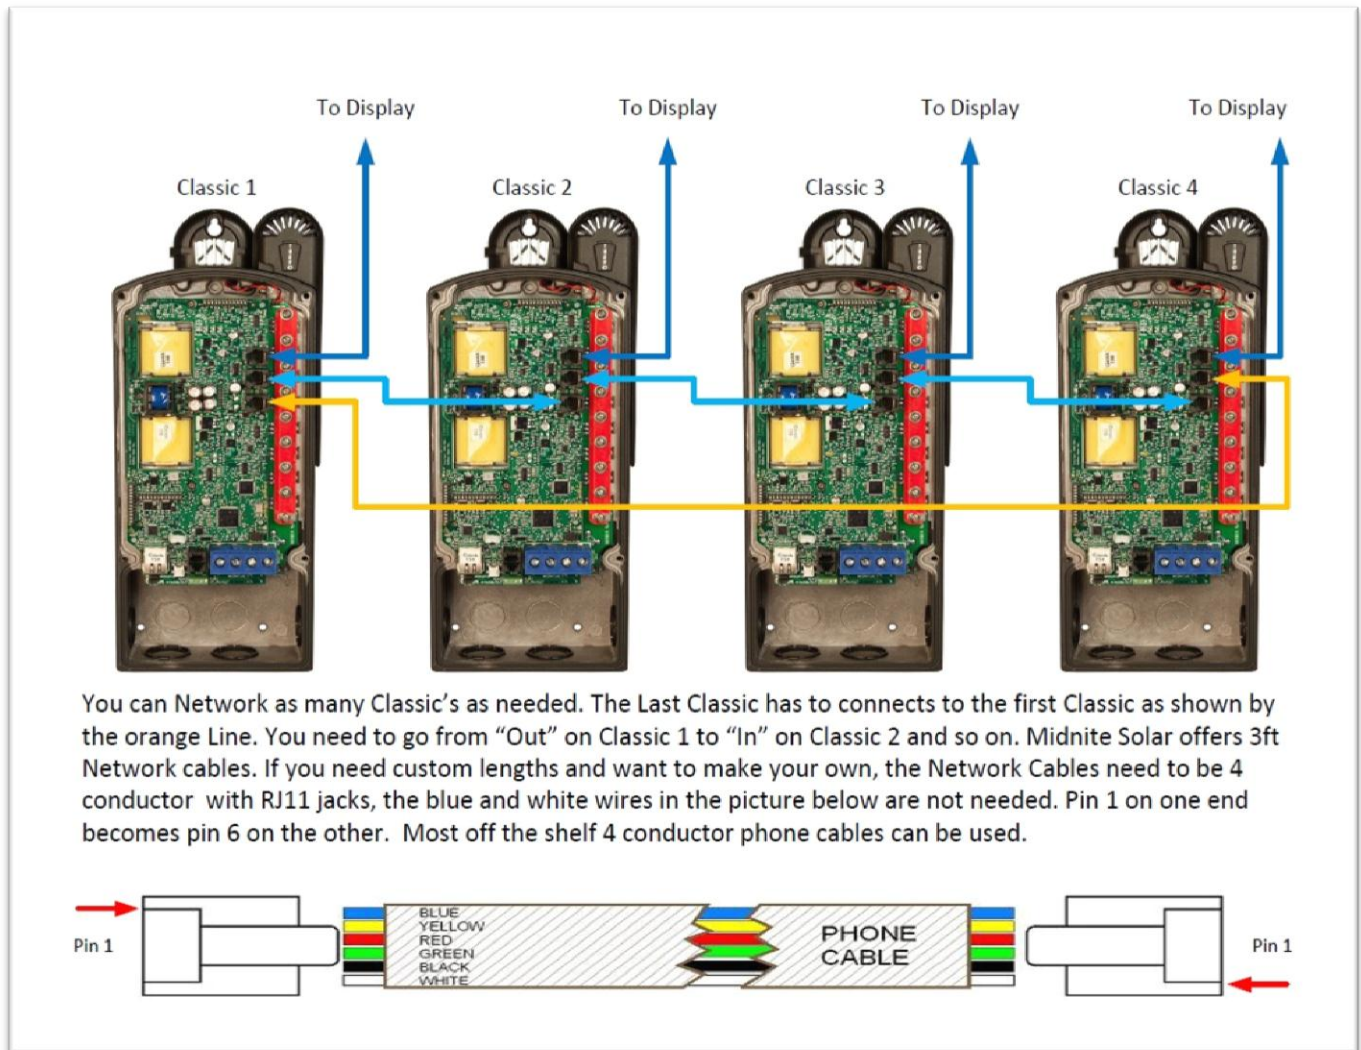 To Display To Display To Display To Display
Classic 1 Classic 2 Classic 3 Classic 4
You can Network as many Classic's as needed. The Last Classic has to connects to the first Classic as shown by
the orange Line. You need to go from "Out" on Classic 1 to "In" on Classic 2 and so on. Midnite Solar offers 3ft
Network cables. If you need custom lengths and want to make your own, the Network Cables need to be 4
conductor with RJ11 jacks, the blue and white wires in the picture below are not needed. Pin 1 on one end
becomes pin 6 on the other. Most off the shelf 4 conductor phone cables can be used.
Pin 1
BLUE
YELLOW
RED
GREEN
BLACK
WHITE
PHONE
CABLE
Pin 1